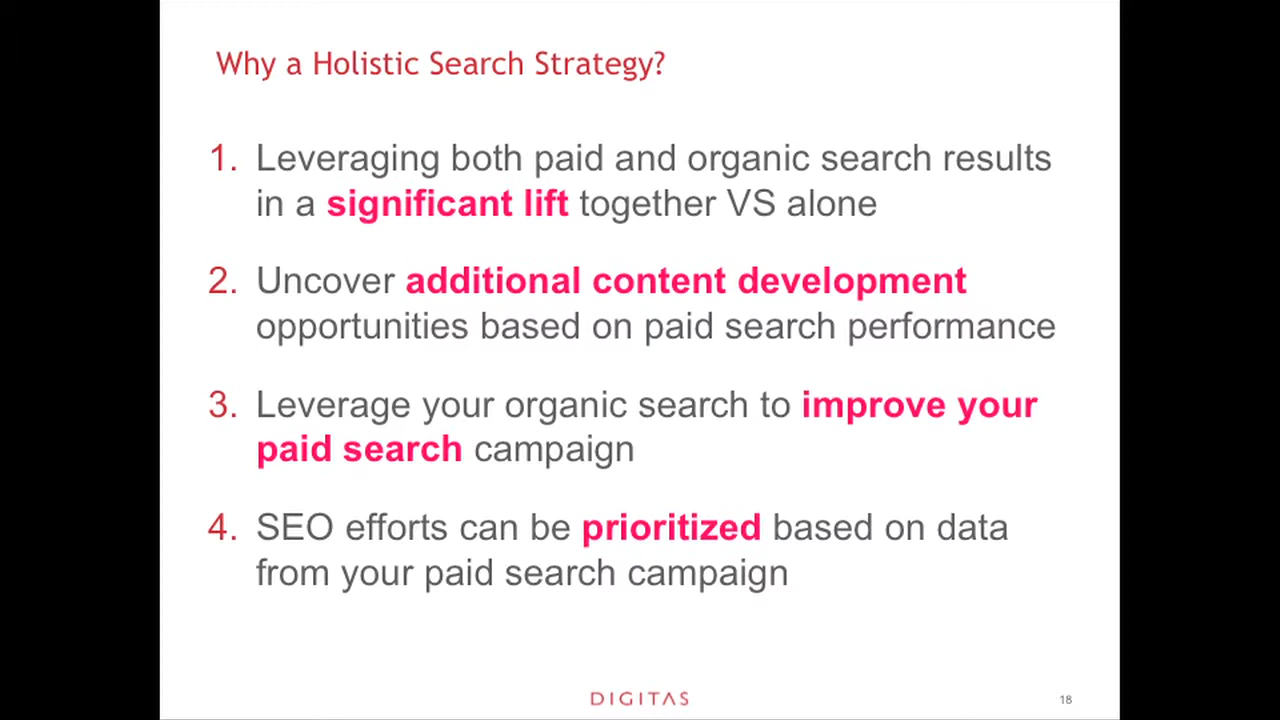 Why a Holistic Search Strategy?
1. Leveraging both paid and organic search results
in a significant lift together VS alone
2. Uncover additional content development
opportunities based on paid search performance
3. Leverage your organic search to improve your
paid search campaign
4. SEO efforts can be prioritized based on data
from your paid search campaign
DIGITAS
18